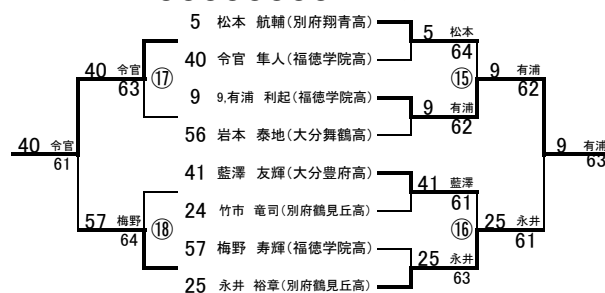 5 松本 航輔(別府翔青高)
40 令官 隼人(福徳学院高)
9 9,有浦 利起(福徳学院高)
56 岩本 泰地(大分舞鶴高)
41 藍澤 友輝(大分豊府高)
24 竹市 竜司(別府鶴見丘高)
57 梅野 寿輝(福徳学院高)
25 永井 裕章(別府鶴見丘高)
40 令官
63
⑰
40 令官
61
57 梅野
64
⑱
5 松本
64
⑮
9 有浦
62
9 有浦
62
41 藍澤
61
⑯
25 永井
63
25 永井
61
9 有浦
63